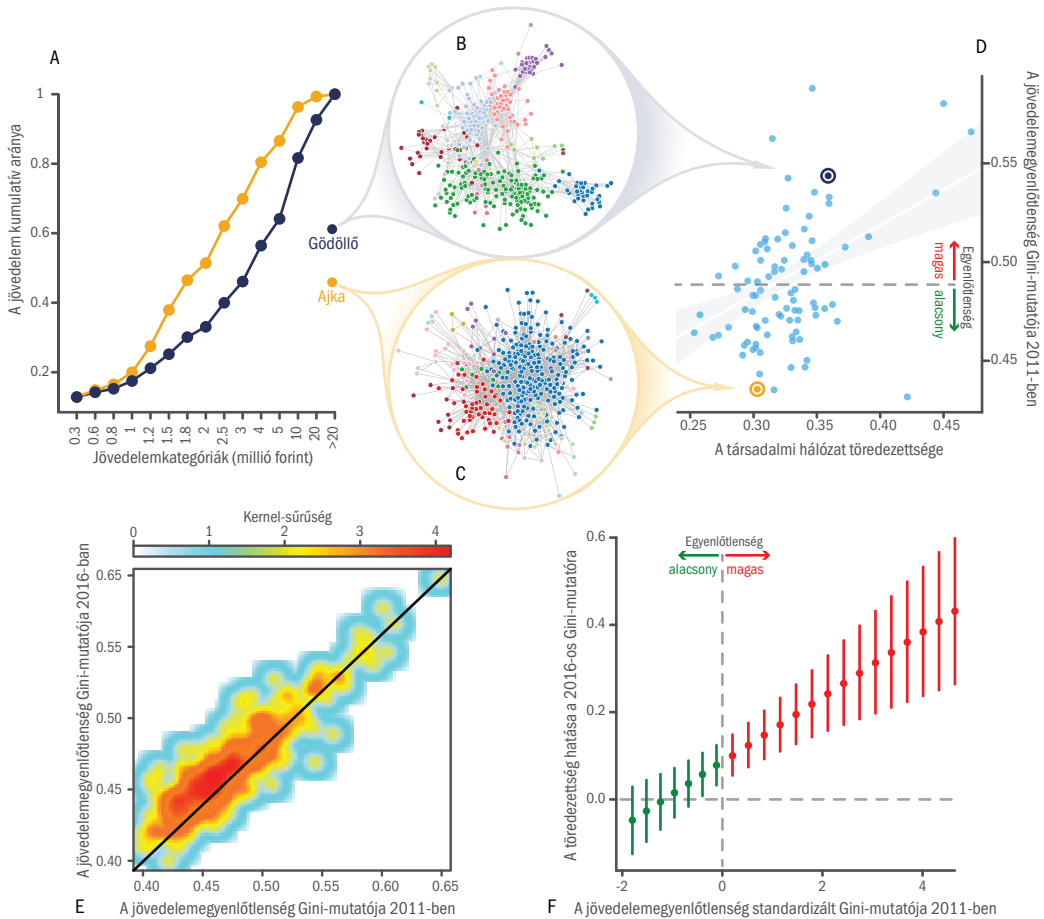 A
A jövedelem kumulatív aránya
1
0.8
0.6
0.4
0.2
0.3
0.6
0.8
1
1.2
1.5
1.8
2
2.5
3
4
5
10
20
>20
Jövedelemkategóriák (millió forint)
Gödöllő
Ajka
B
C
D
A jövedelemegyenlőtlenség Gini-mutatója 2011-ben
0.55
0.50
0.45
Egyenlőtlenség
magas
alacsony
0.25
0.30
0.35
0.40
0.45
A társadalmi hálózat töredezettsége
Kernel-sűrűség
0
1
2
3
4
A jövedelemegyenlőtlenség Gini-mutatója 2016-ban
0.65
0.55
0.50
0.45
0.40
0.40
0.45
0.50
0.55
0.60
0.65
E
A jövedelemegyenlőtlenség Gini-mutatója 2011-ben
A töredezettség hatása a 2016-os Gini-mutatóra
0.6
0.4
0.2
0.0
Egyenlőtlenség
alacsony
magas
-2
0
2
4
F
A jövedelemegyenlőtlenség standardizált Gini-mutatója 2011-ben